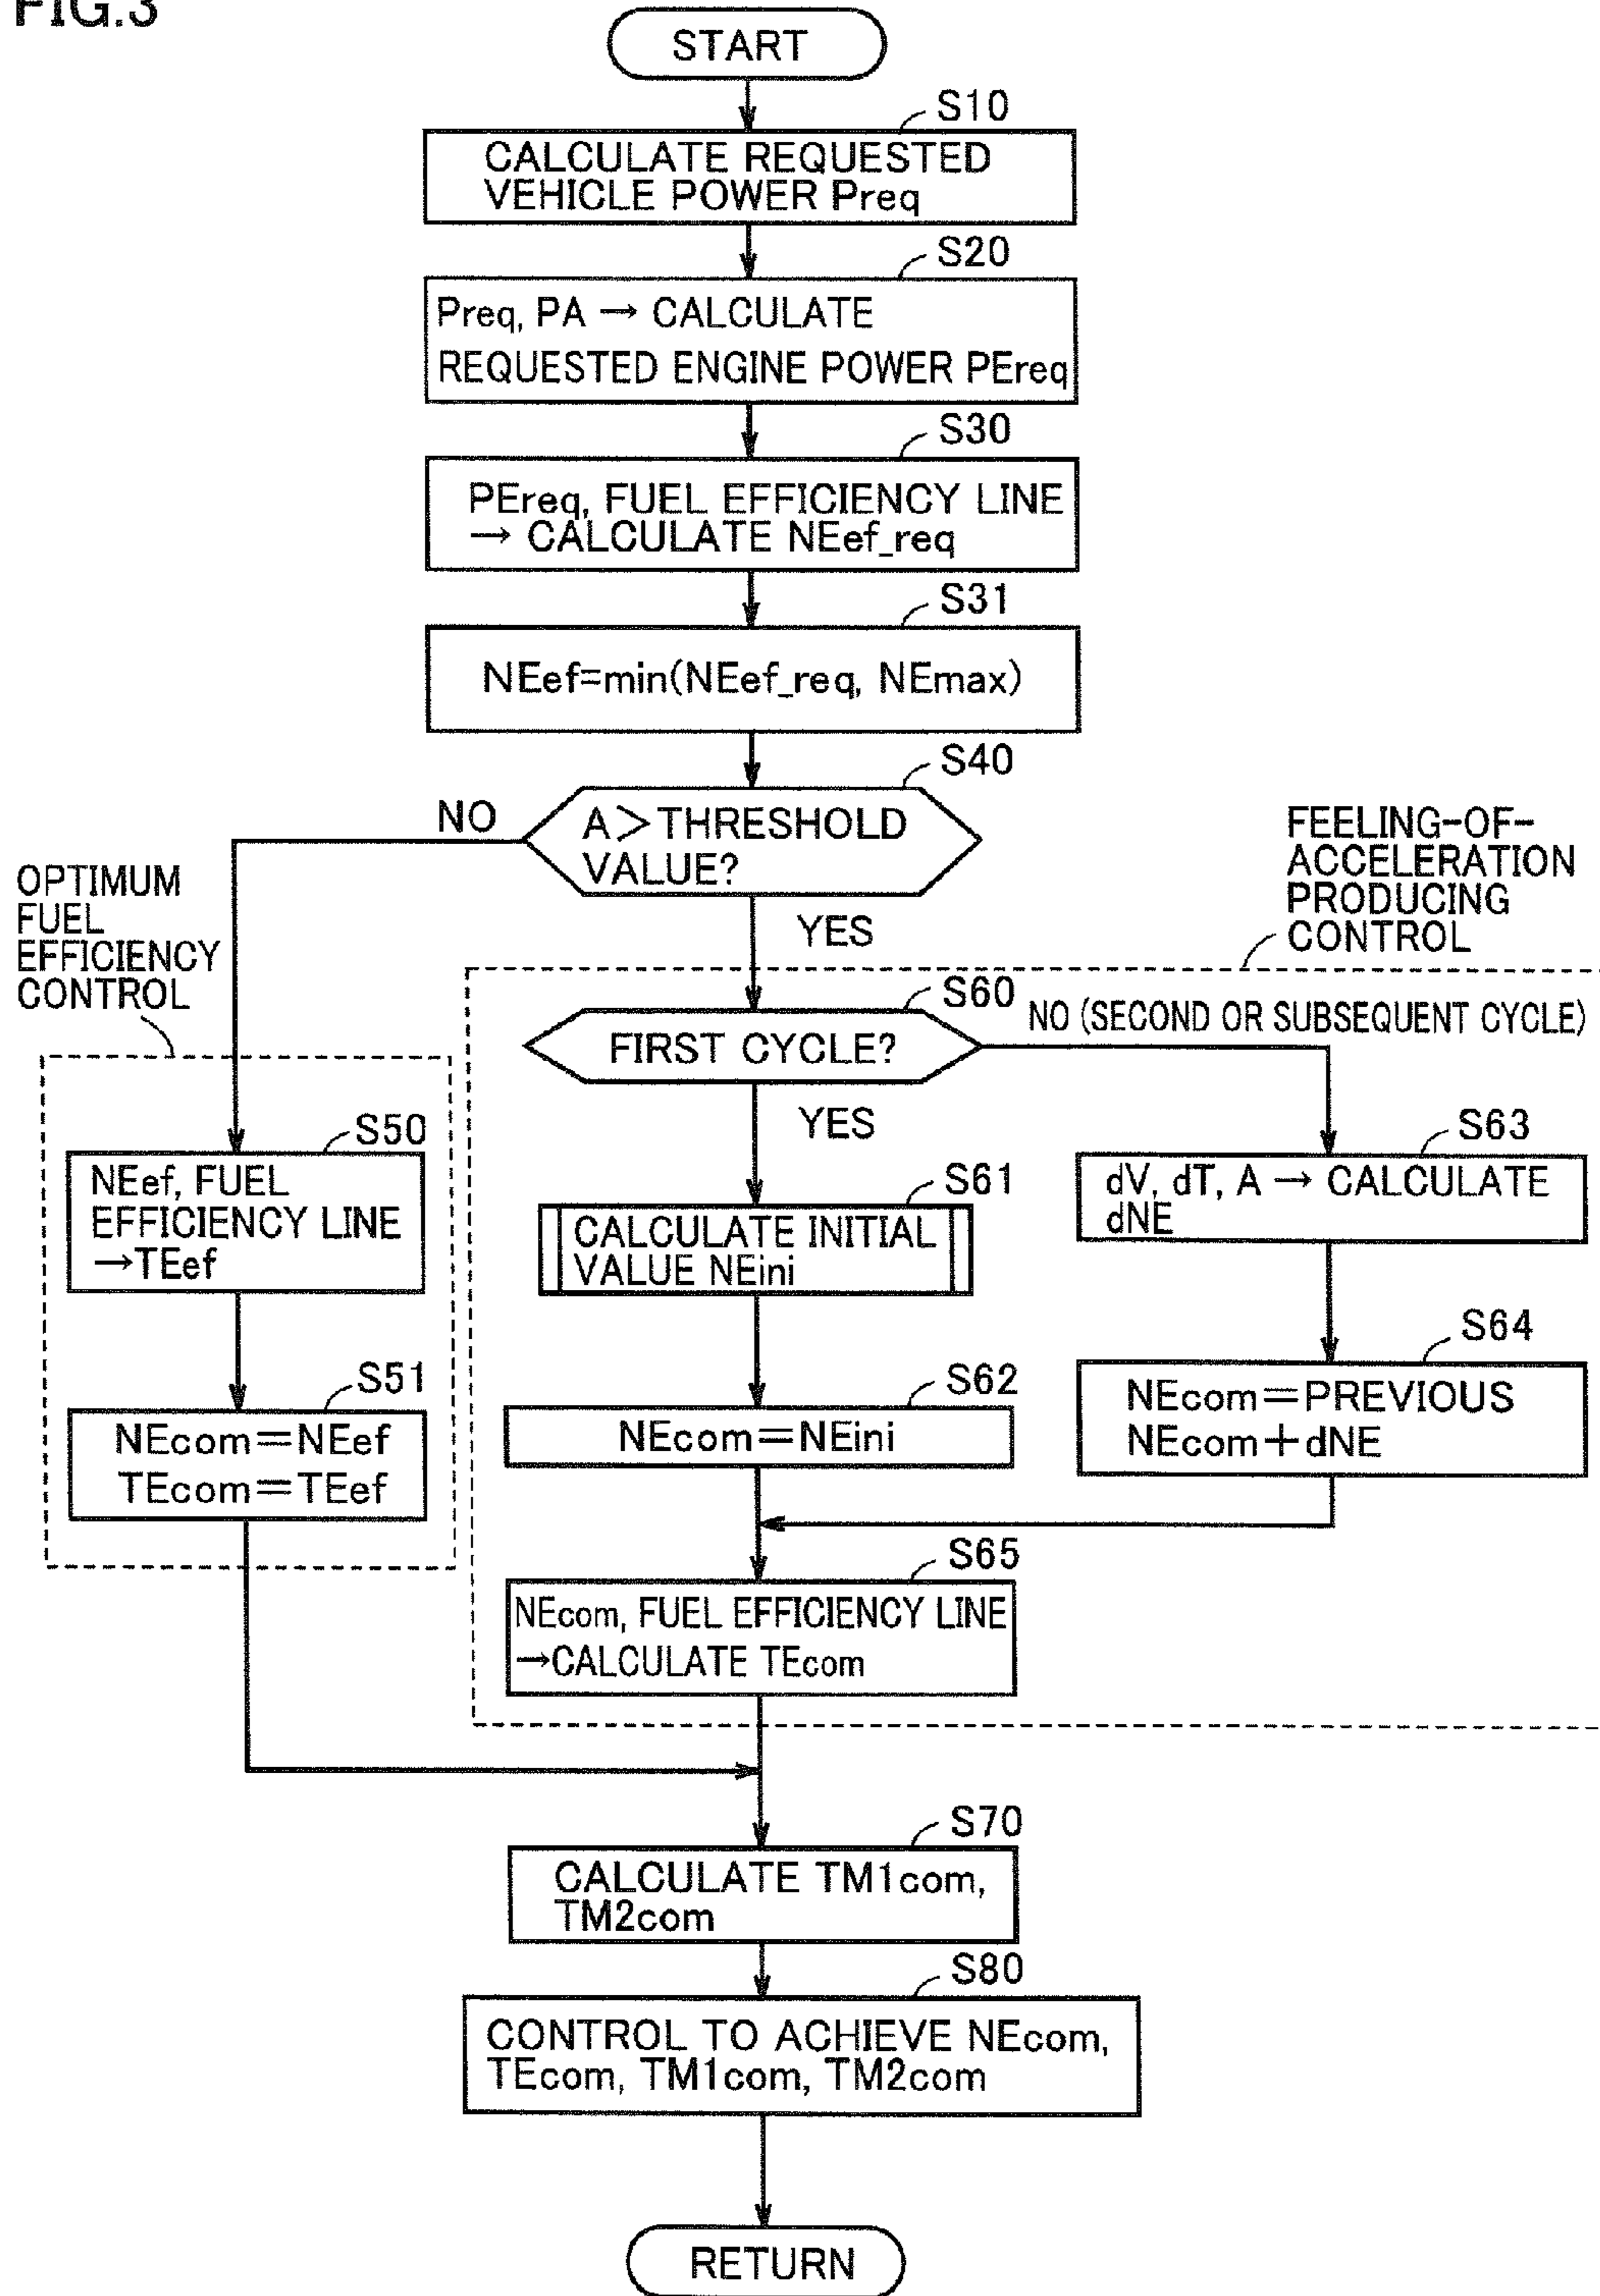 FIG.3
START
S10
CALCULATE REQUESTED
VEHICLE POWER Preq
S20
Preq, PA → CALCULATE
REQUESTED ENGINE POWER PEreq
S30
PEreq, FUEL EFFICIENCY LINE
→ CALCULATE NEef_req
S31
NEef=min(NEef_req, NEmax)
S40
A>THRESHOLD
VALUE?
NO
YES
OPTIMUM
FUEL
EFFICIENCY
CONTROL
FEELING-OF-
ACCELERATION
PRODUCING
CONTROL
S50
NEef, FUEL
EFFICIENCY LINE
→TEef
S51
NEcom=NEef
TEcom=TEef
S60
FIRST CYCLE?
NO (SECOND OR SUBSEQUENT CYCLE)
YES
S61
CALCULATE INITIAL
VALUE NEini
S62
NEcom=NEini
S63
dV, dT, A → CALCULATE
dNE
S64
NEcom=PREVIOUS
NEcom+dNE
S65
NEcom, FUEL EFFICIENCY LINE
→CALCULATE TEcom
S70
CALCULATE TM1com,
TM2com
S80
CONTROL TO ACHIEVE NEcom,
TEcom, TM1com, TM2com
RETURN